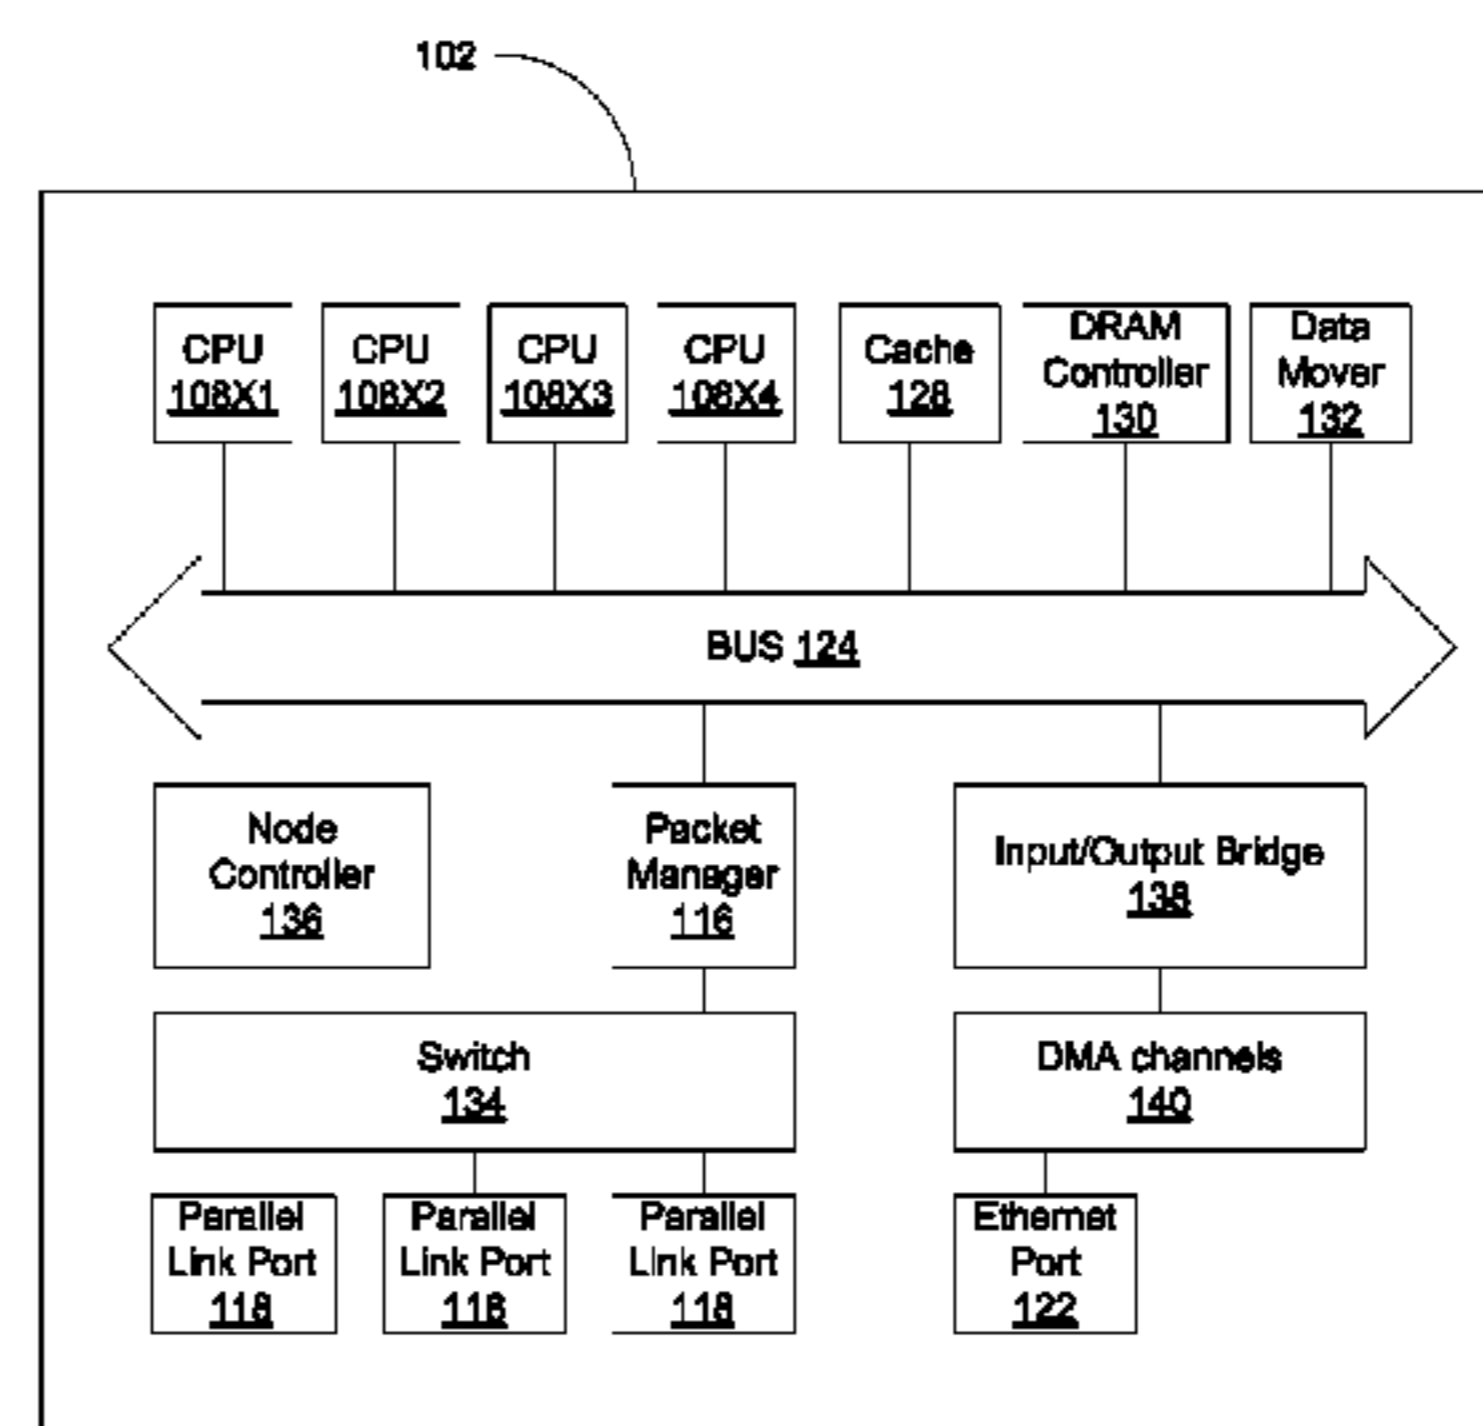 102
CPU
108X1
CPU
108X2
CPU
108X3
CPU
108X4
Cache
128
DRAM
Controller
130
Data
Mover
132
BUS 124
Node
Controller
136
Packet
Manager
116
Input/Output Bridge
138
Switch
134
DMA channels
140
Parallel
Link Port
118
Parallel
Link Port
118
Parallel
Link Port
118
Ethernet
Port
122